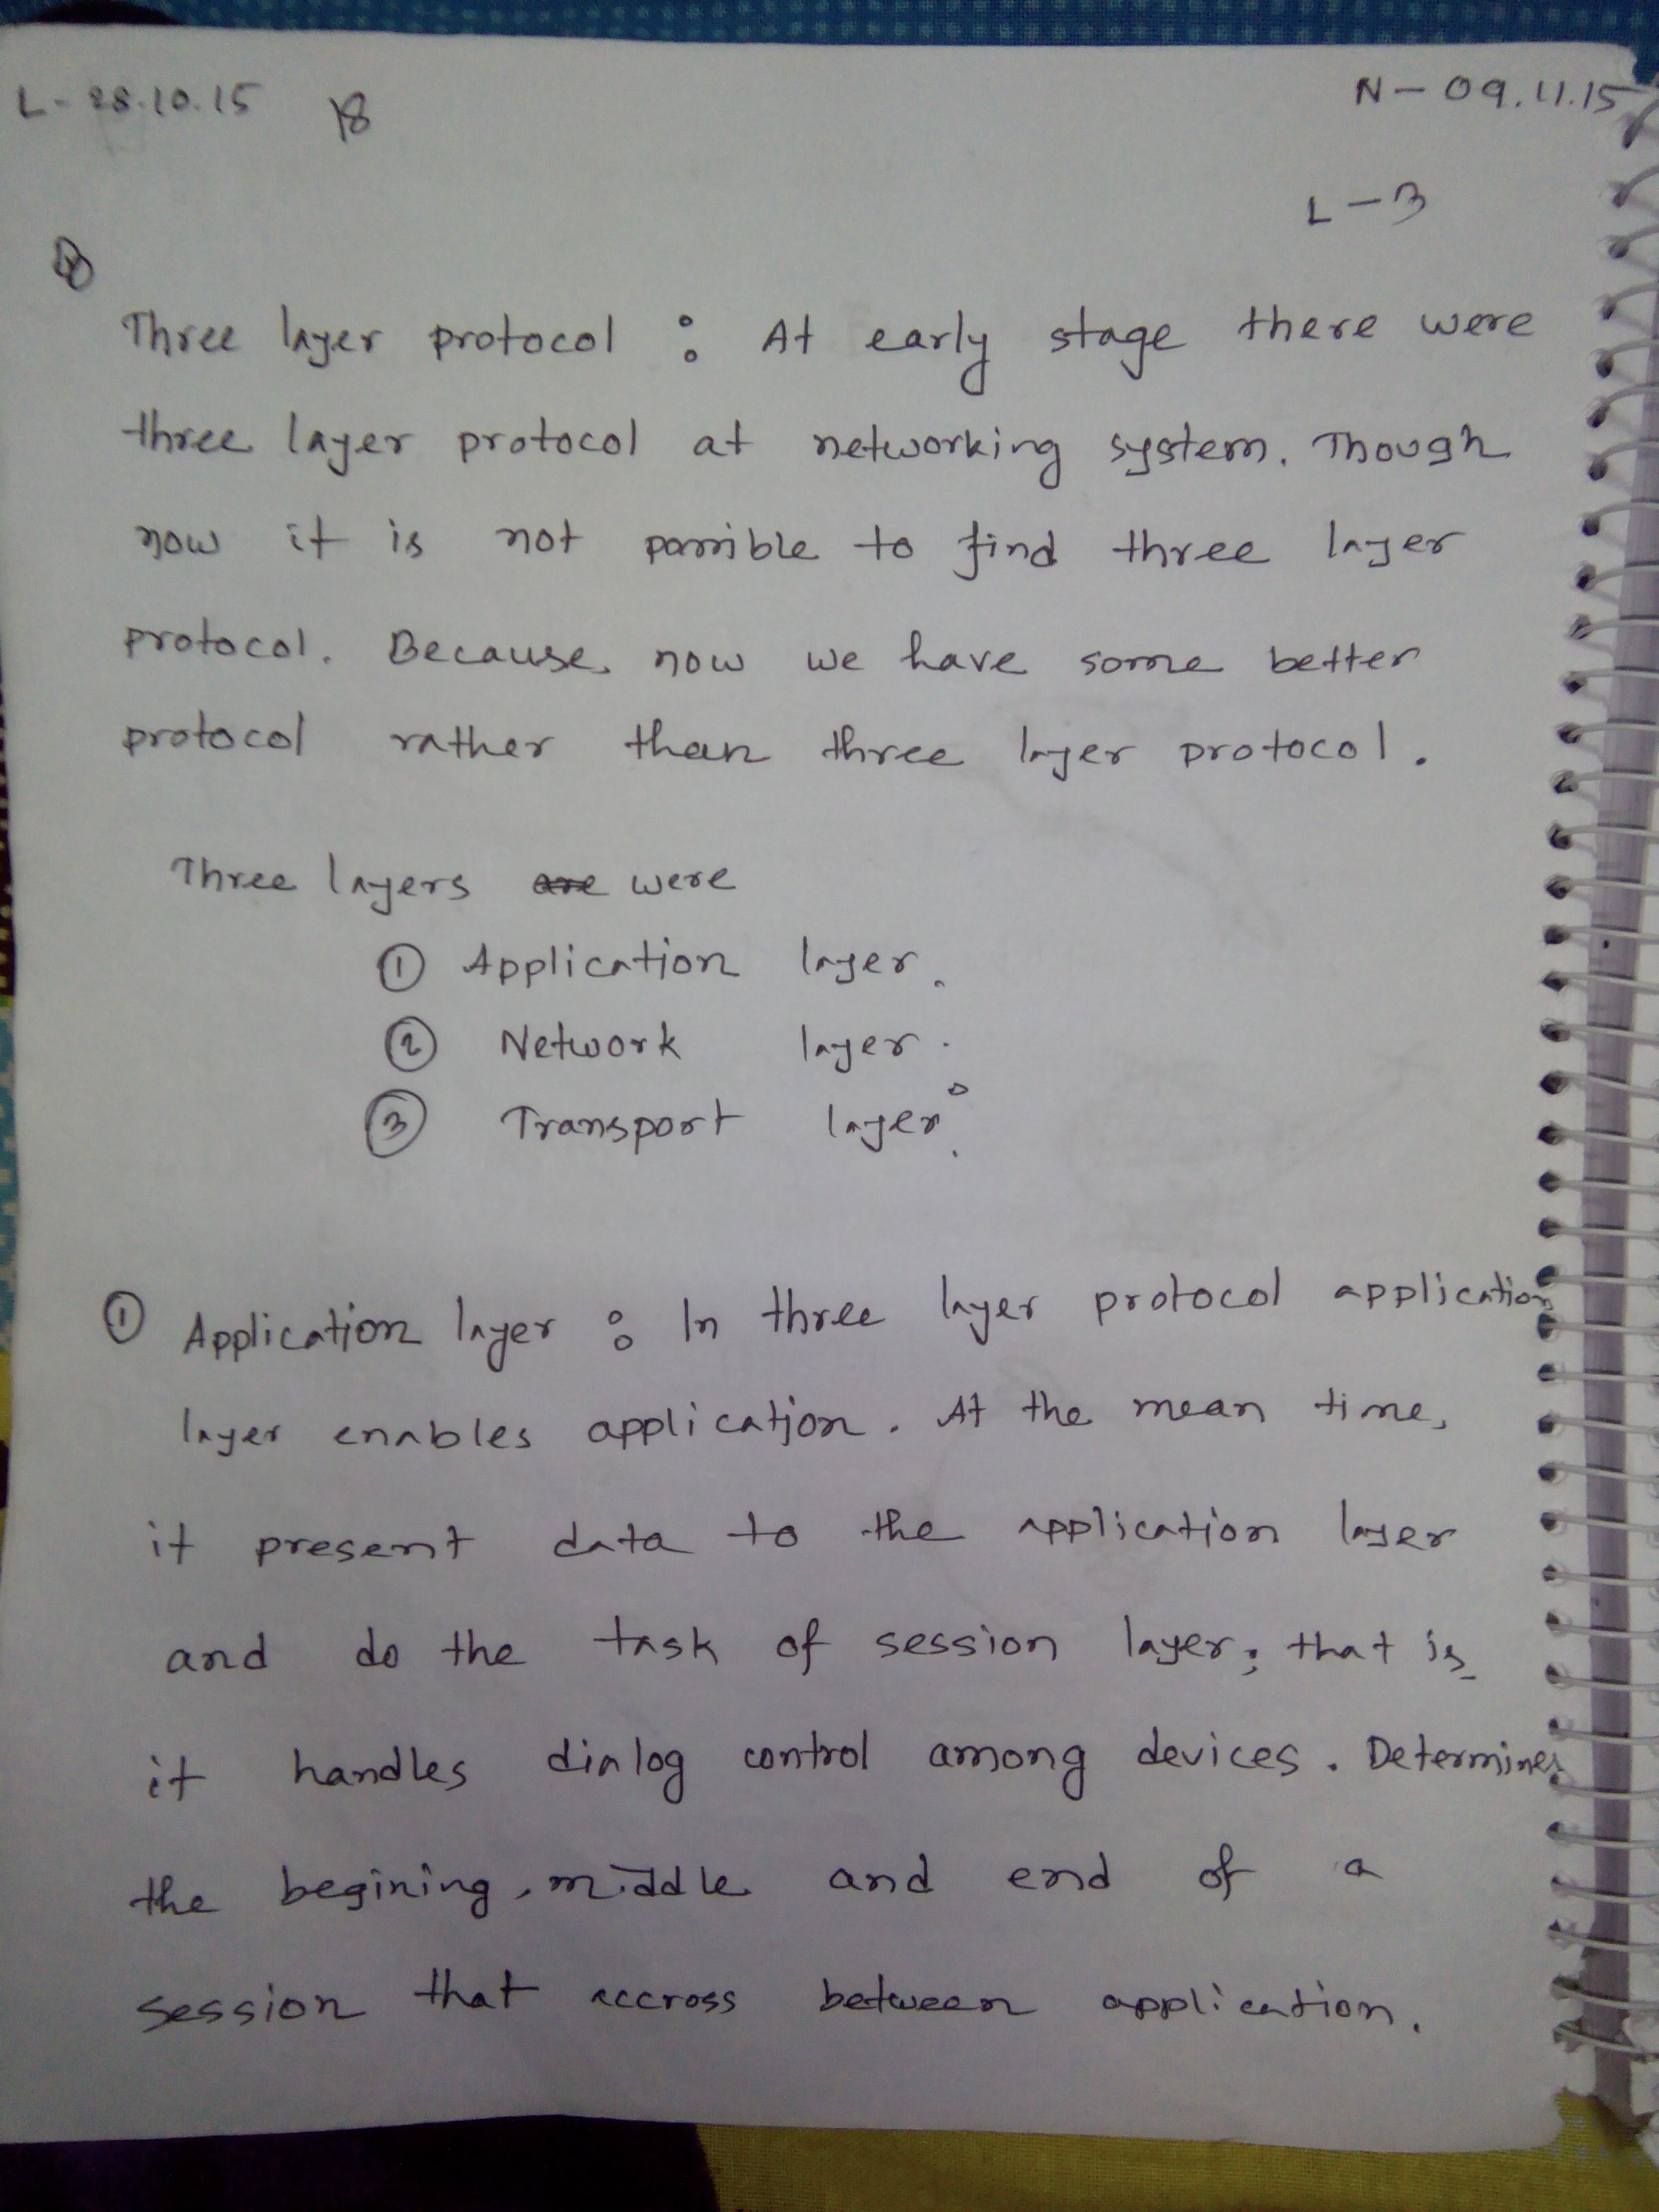 L - 28.10.15
18
N - 09.11.15
L - 3
Three layer protocol : At early stage there were
three layer protocol at networking system. Though
now it is not possible to find three layer
protocol. Because now we have some better
protocol rather than three layer protocol.
Three layers are were
① Application layer.
② Network layer.
③ Transport layer.
① Application layer : In three layer protocol application
layer enables application. At the mean time,
it present data to the application layer
and do the task of session layer; that is
it handles dialog control among devices. Determines
the begining, middle and end of a
session that accross between application.